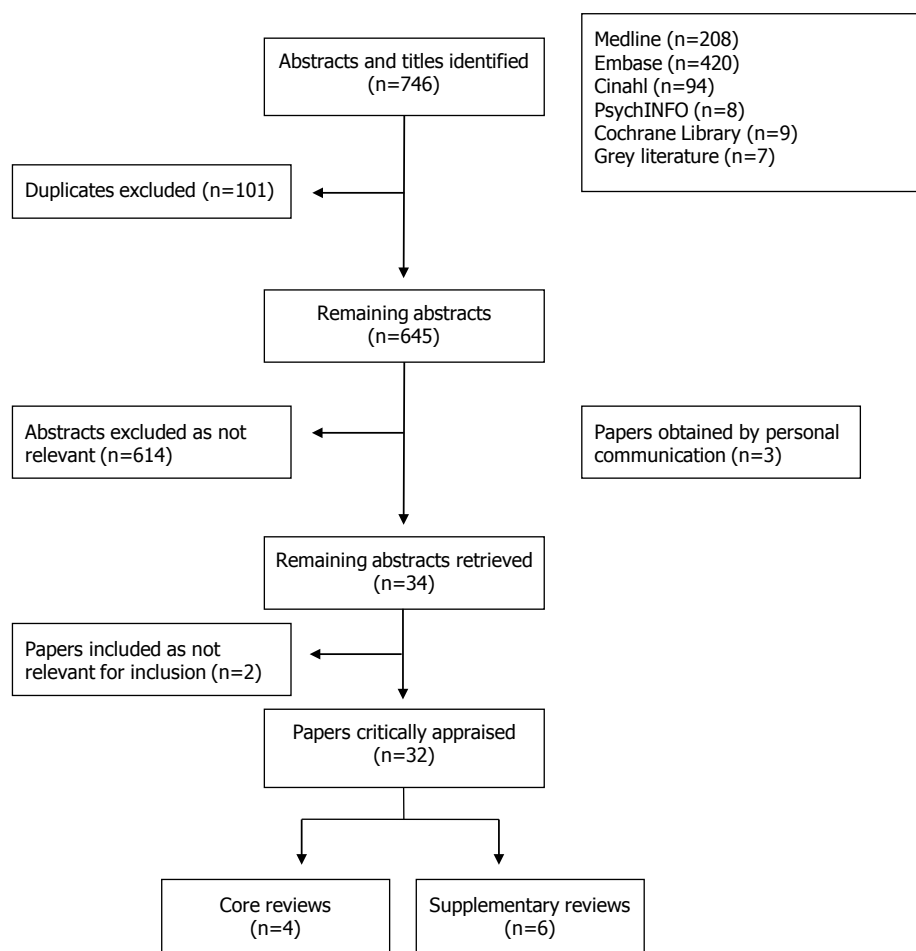 Abstracts and titles identified
(n=746)
Medline (n=208)
Embase (n=420)
Cinahl (n=94)
PsychINFO (n=8)
Cochrane Library (n=9)
Grey literature (n=7)
Duplicates excluded (n=101)
Remaining abstracts
(n=645)
Abstracts excluded as not
relevant (n=614)
Papers obtained by personal
communication (n=3)
Remaining abstracts retrieved
(n=34)
Papers included as not
relevant for inclusion (n=2)
Papers critically appraised
(n=32)
Core reviews
(n=4)
Supplementary reviews
(n=6)